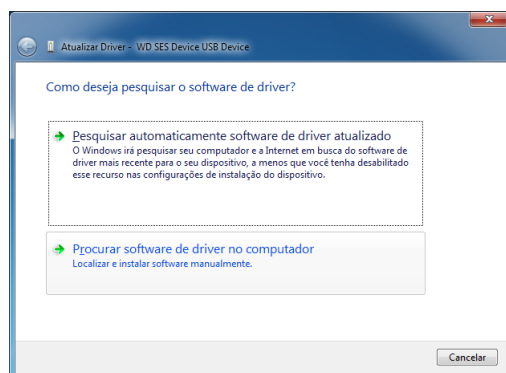 Atualizar Driver - WD SES Device USB Device
Como deseja pesquisar o software de driver?
Pesquisar automaticamente software de driver atualizado
O Windows irá pesquisar seu computador e a Internet em busca do software de
driver mais recente para o seu dispositivo, a menos que você tenha desabilitado
esse recurso nas configurações de instalação do dispositivo.
Procurar software de driver no computador
Localizar e instalar software manualmente.
Cancelar